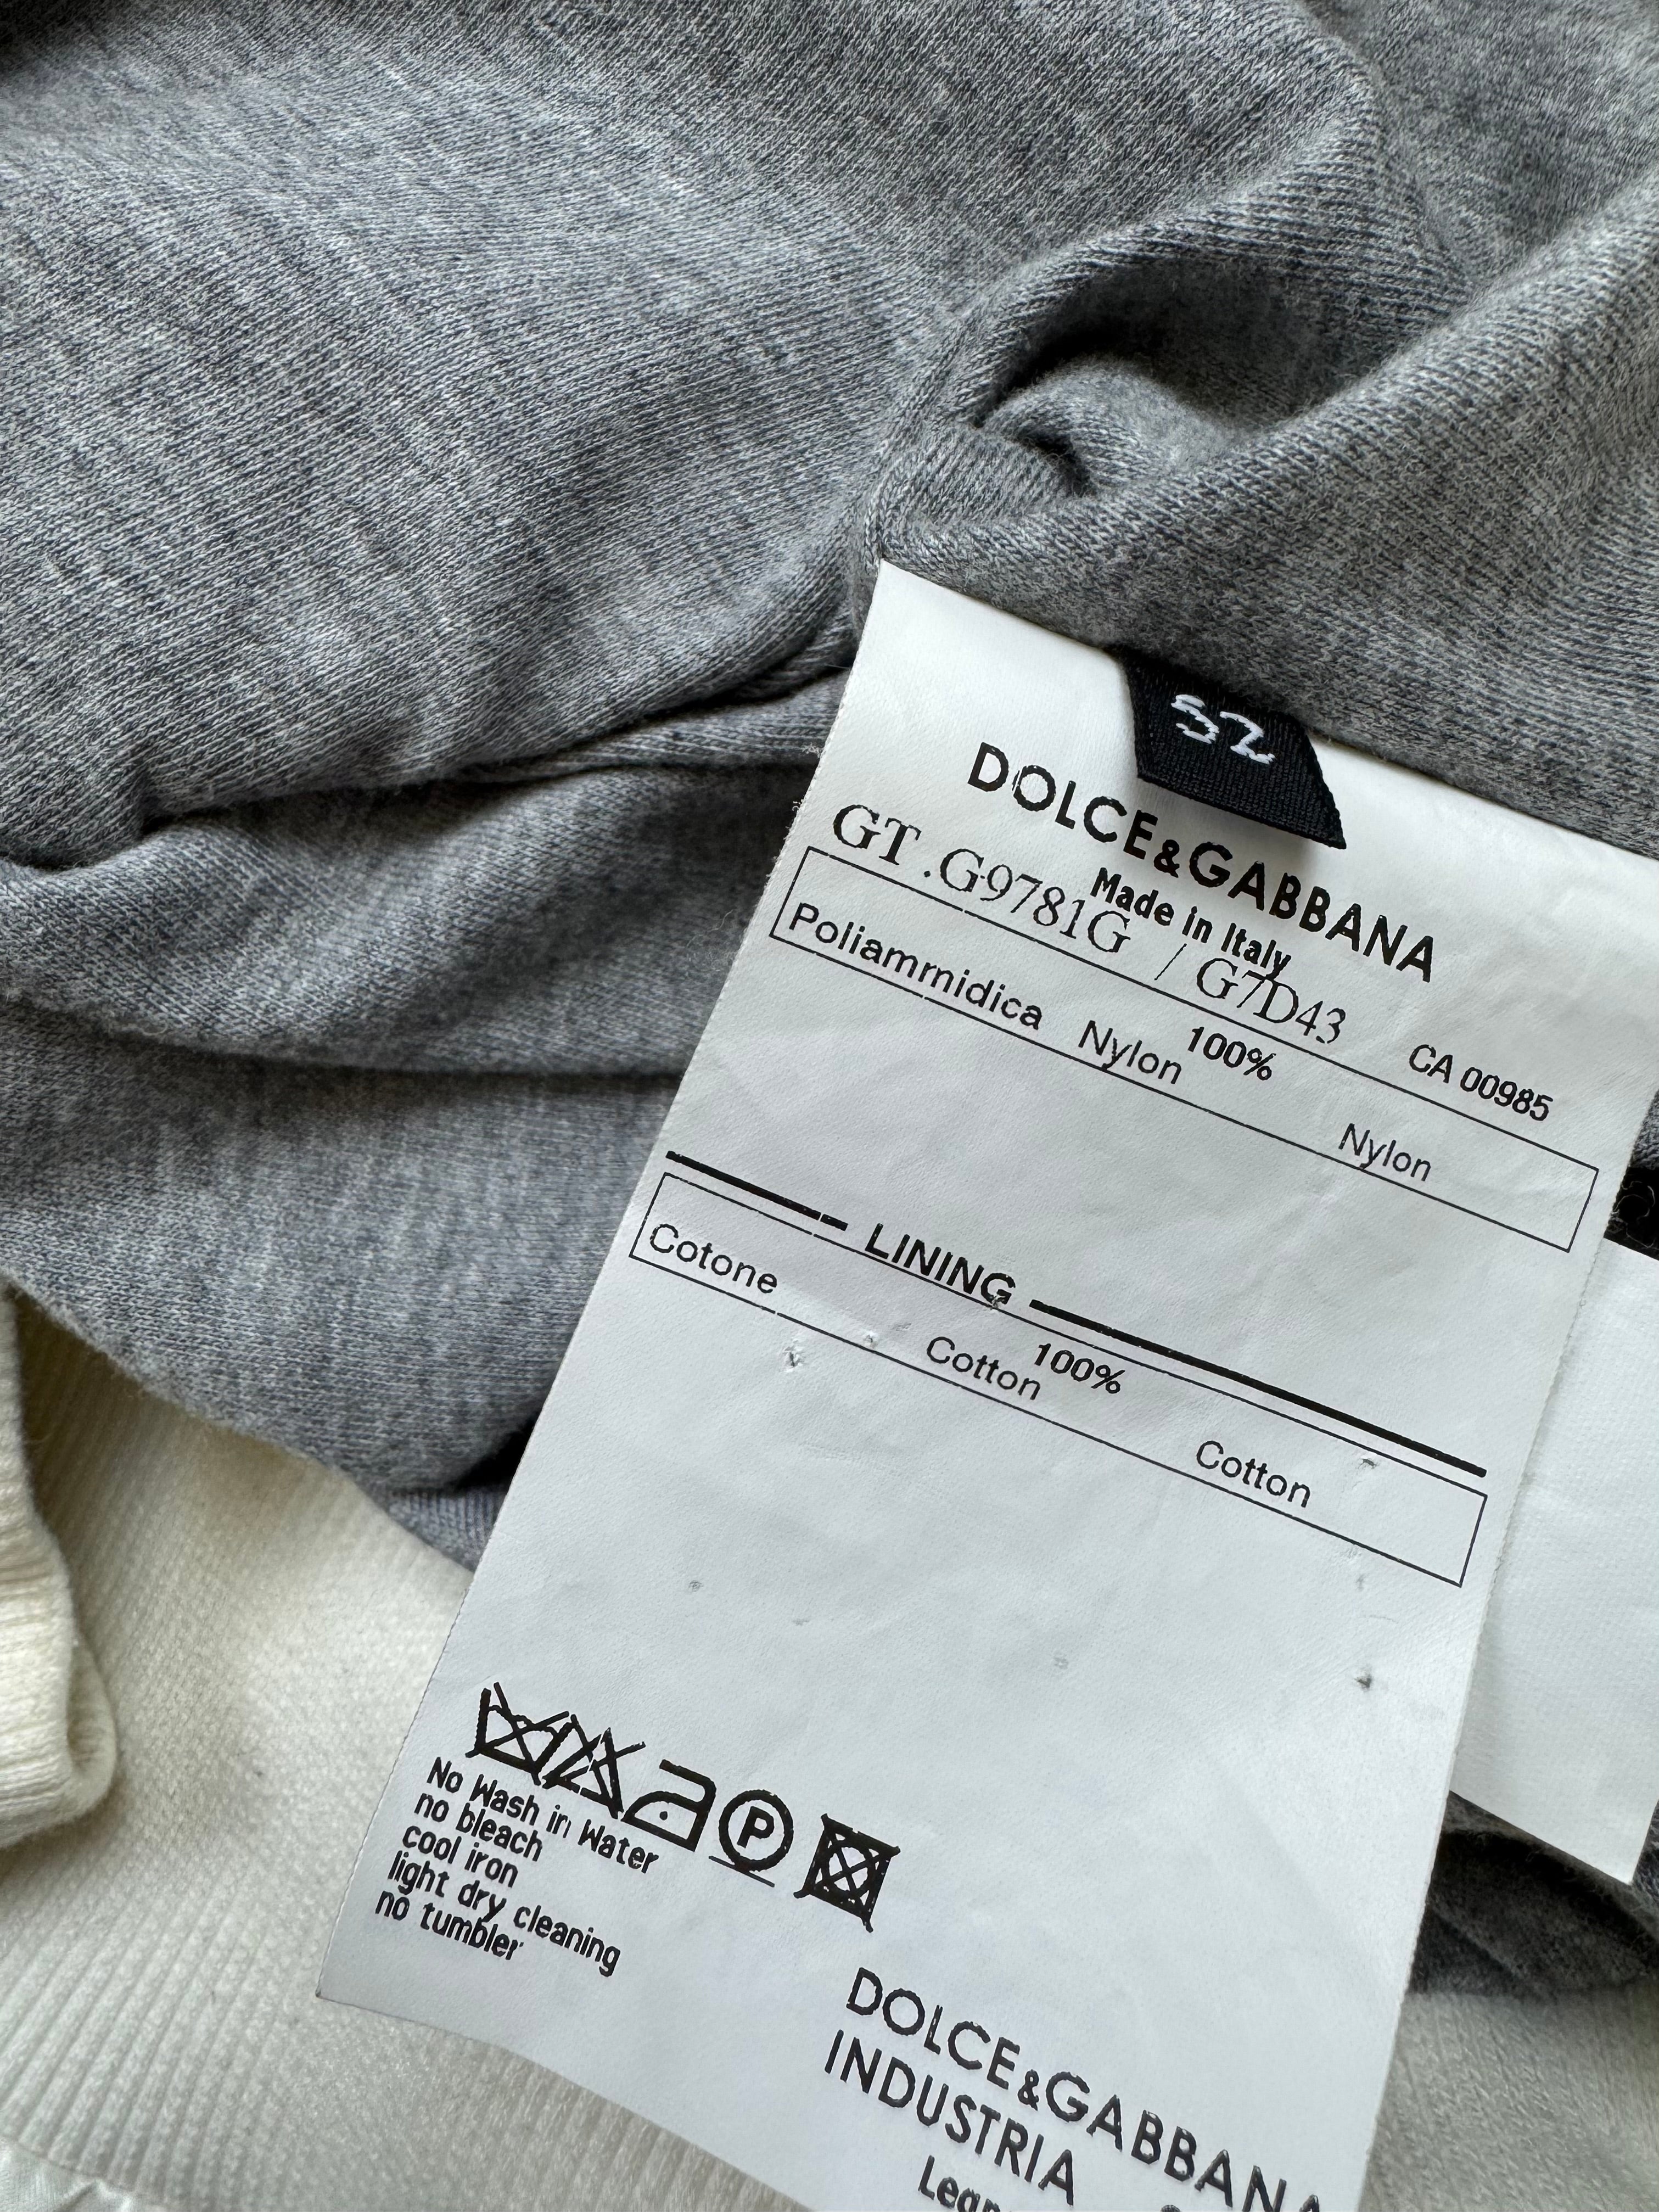 52
DOLCE&GABBANA
Made in Italy
GT .G9781G / G7D43
CA 00985
Poliammidica Nylon 100% Nylon
LINING
Cotone Cotton 100% Cotton
P
No Wash in Water
no bleach
cool iron
light dry cleaning
no tumbler
DOLCE&GABBANA
INDUSTRIA